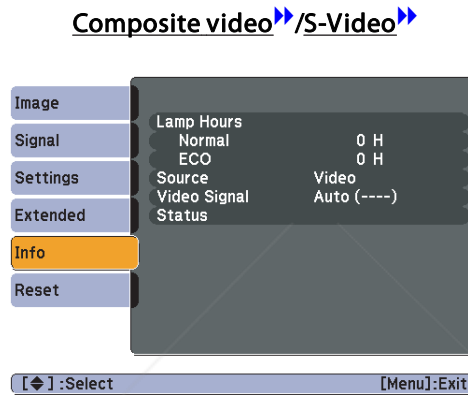 Composite video/S-Video
Image
Signal
Settings
Extended
Info
Reset
Lamp Hours
Normal 0 H
ECO 0 H
Source Video
Video Signal Auto (----)
Status
[◆] :Select [Menu]:Exit